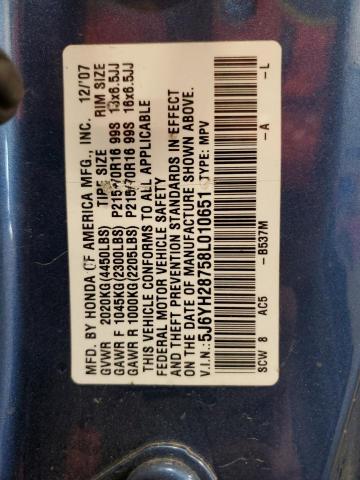 MFD. BY HONDA OF AMERICA MFG., INC. 12/'07
TIRE SIZE RIM SIZE
GVWR 2020KG(4450LBS)
GAWR F 1045KG(2300LBS) P215/70R16 99S 16x6.5JJ
GAWR R 1000KG(2205LBS) P215/70R16 99S 16x6.5JJ
THIS VEHICLE CONFORMS TO ALL APPLICABLE
FEDERAL MOTOR VEHICLE SAFETY
AND THEFT PREVENTION STANDARDS IN EFFECT
ON THE DATE OF MANUFACTURE SHOWN ABOVE.
V.I.N.: 5J6YH28758L010651 TYPE: MPV
SCW 8 AC5 -B537M -A -L